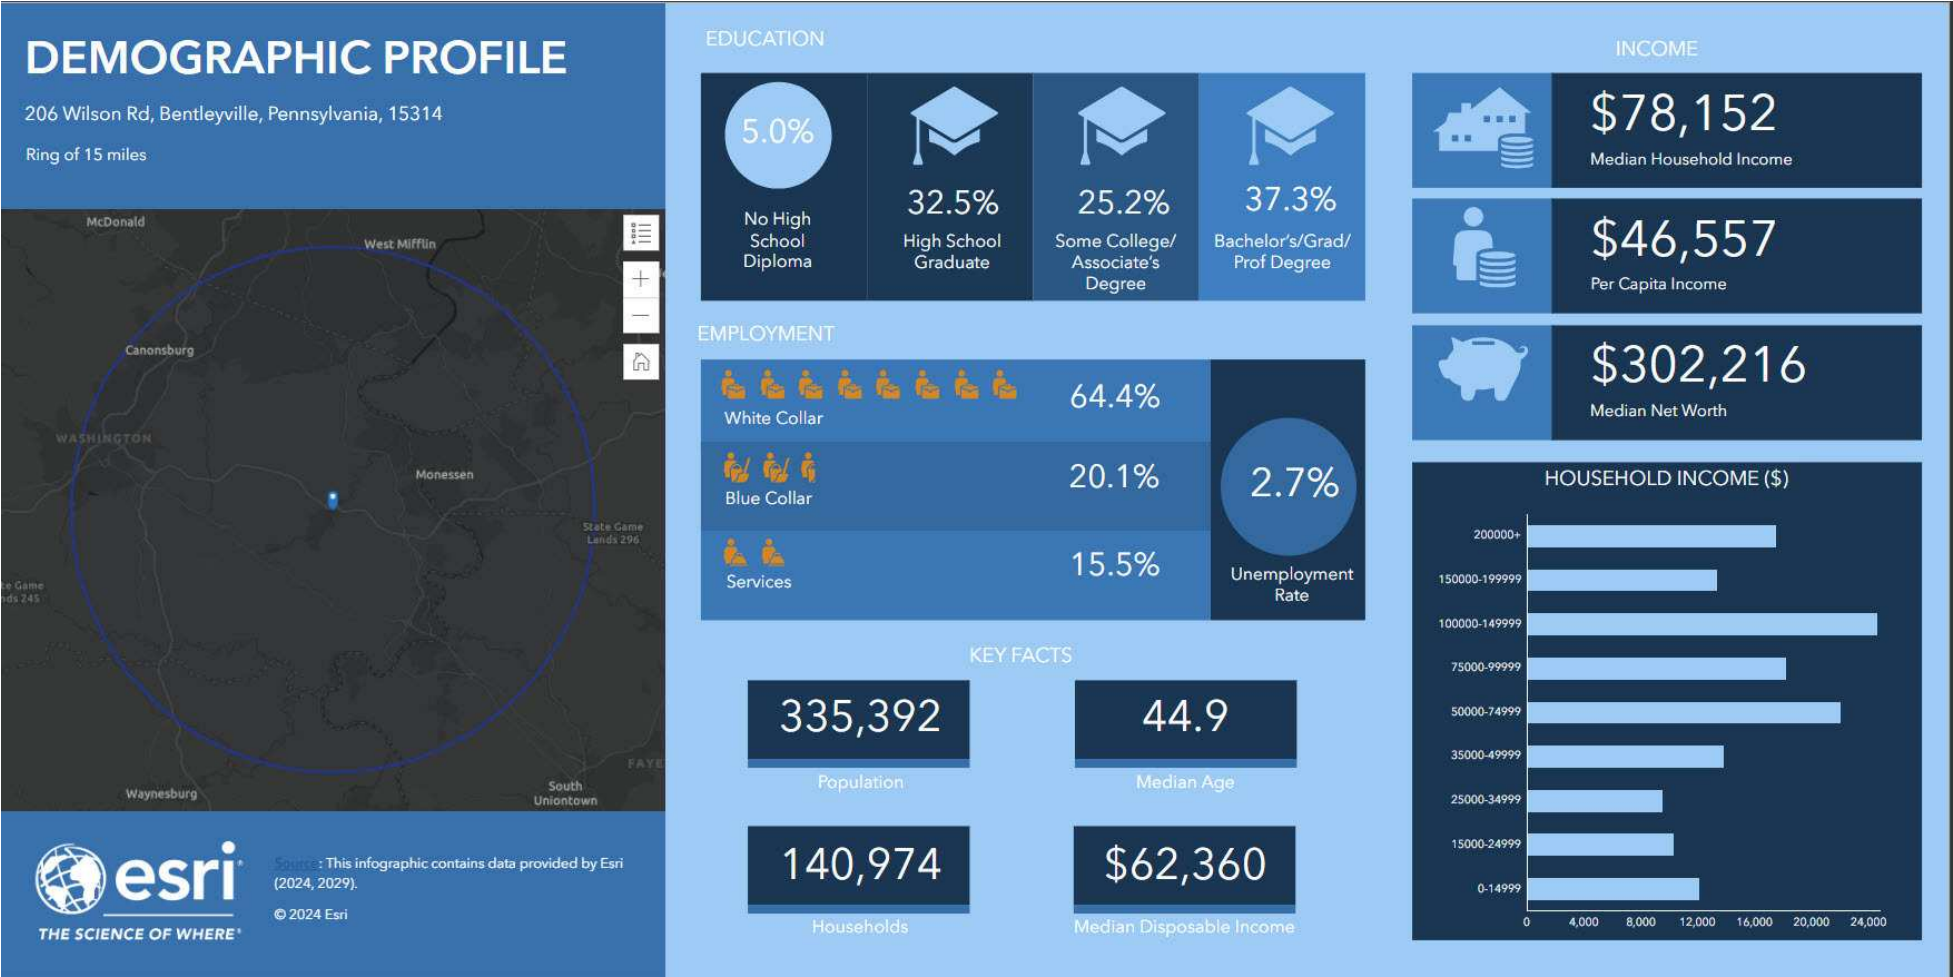 DEMOGRAPHIC PROFILE
206 Wilson Rd, Bentleyville, Pennsylvania, 15314
Ring of 15 miles
McDonald
West Mifflin
Canonsburg
WASHINGTON
Monessen
State Game
Lands 296
te Game
nds 245
FAYE
South
Uniontown
Waynesburg
esri
THE SCIENCE OF WHERE®
Source: This infographic contains data provided by Esri
(2024, 2029).
© 2024 Esri
EDUCATION
5.0%
No High
School
Diploma
32.5%
High School
Graduate
25.2%
Some College/
Associate's
Degree
37.3%
Bachelor's/Grad/
Prof Degree
EMPLOYMENT
64.4%
White Collar
20.1%
Blue Collar
15.5%
Services
2.7%
Unemployment
Rate
KEY FACTS
335,392
Population
44.9
Median Age
140,974
Households
$62,360
Median Disposable Income
INCOME
$78,152
Median Household Income
$46,557
Per Capita Income
$302,216
Median Net Worth
HOUSEHOLD INCOME ($)
200000+
150000-199999
100000-149999
75000-99999
50000-74999
35000-49999
25000-34999
15000-24999
0-14999
0 4,000 8,000 12,000 16,000 20,000 24,000